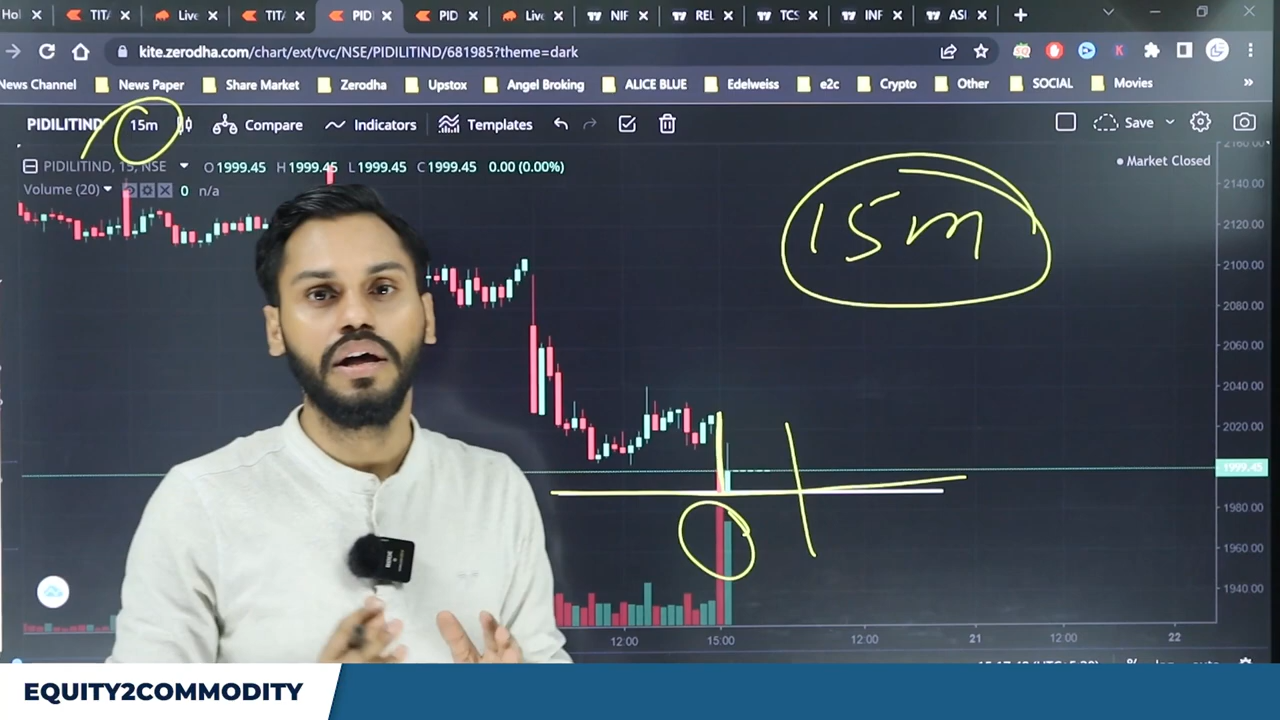 Hol
TIT
Liv
TIT
PID
PID
Liv
NIF
REL
TCS
INF
ASI
kite.zerodha.com/chart/ext/tvc/NSE/PIDILITIND/681985?theme=dark
News Channel News Paper Share Market Zerodha Upstox Angel Broking ALICE BLUE Edelweiss e2c Crypto Other SOCIAL Movies
PIDILITIND 15m Compare Indicators Templates Save
PIDILITIND, 15, NSE O1999.45 H1999.45 L1999.45 C1999.45 0.00 (0.00%) Market Closed
Volume (20) 0 n/a
15m
2160.00
2140.00
2120.00
2100.00
2080.00
2060.00
2040.00
2020.00
1999.45
1980.00
1960.00
1940.00
12:00 15:00 12:00 21 12:00 22
EQUITY2COMMODITY